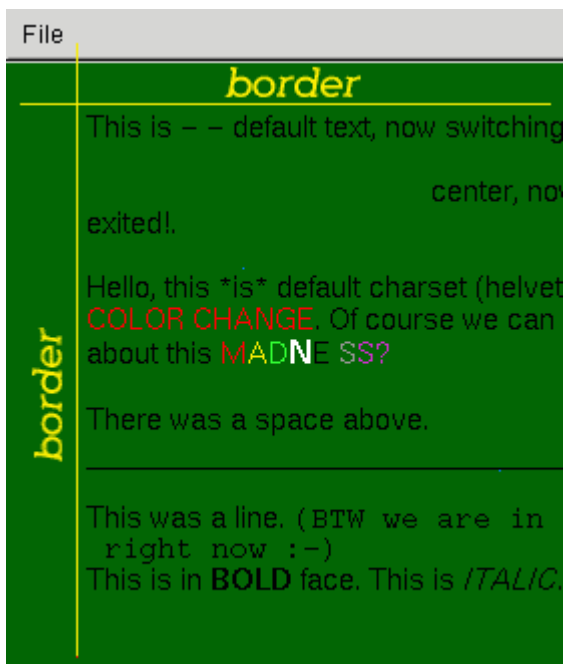 File
border
This is – – default text, now switching
center, nov
exited!.
Hello, this *is* default charset (helvet
COLOR CHANGE. Of course we can
about this MADNE SS?
border
There was a space above.
This was a line. (BTW we are in
right now :-)
This is in BOLD face. This is ITALIC.